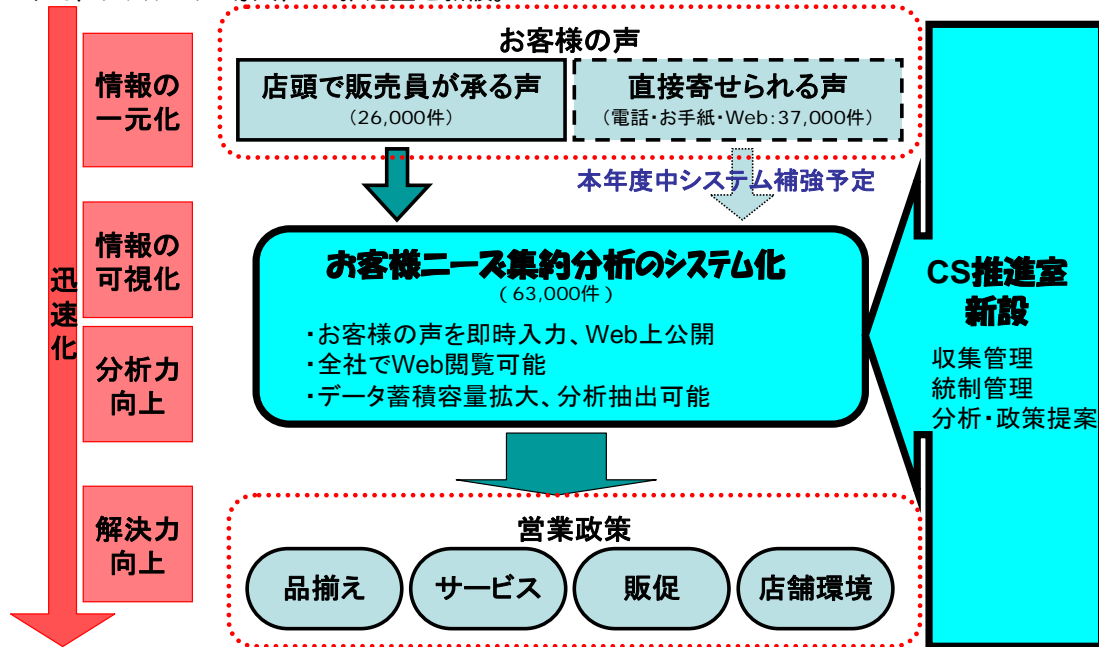 お客様の声
情報の
一元化
店頭で販売員が承る声
（26,000件）
直接寄せられる声
（電話・お手紙・Web：37,000件）
本年度中システム補強予定
迅速化
情報の
可視化
分析力
向上
お客様ニーズ集約分析のシステム化
（63,000件）
・お客様の声を即時入力、Web上公開
・全社でWeb閲覧可能
・データ蓄積容量拡大、分析抽出可能
CS推進室
新設
収集管理
統制管理
分析・政策提案
解決力
向上
営業政策
品揃え
サービス
販促
店舗環境